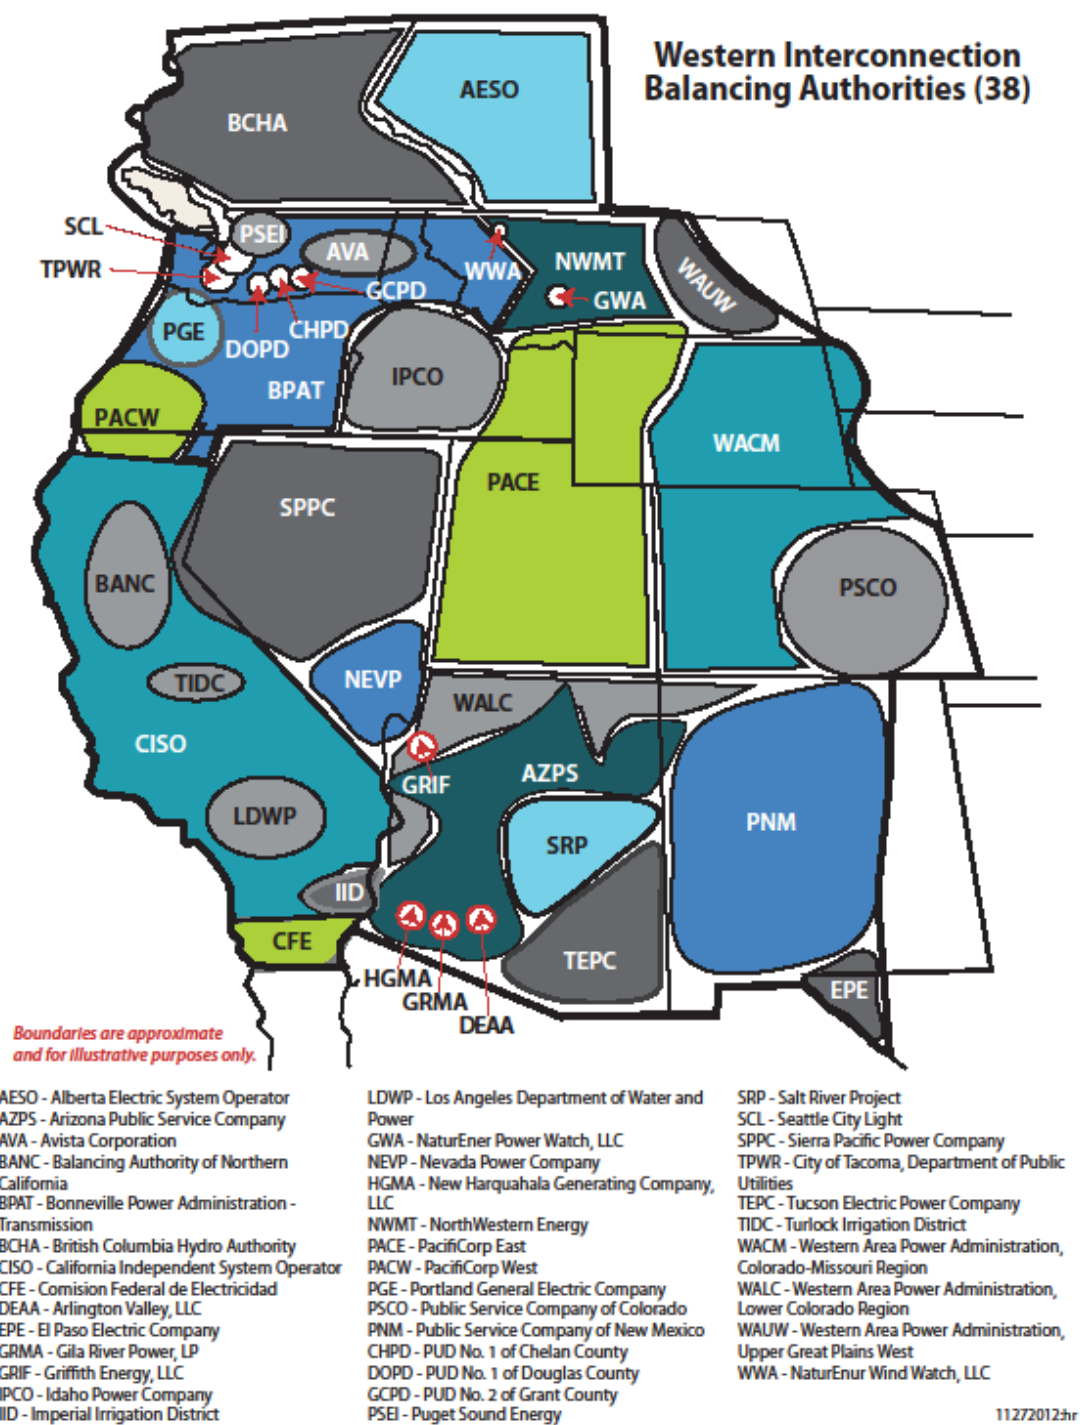 Western Interconnection
Balancing Authorities (38)
AESO
BCHA
SCL
PSEI
TPWR
AVA
WWA
NWMT
WAUW
GCPD
GWA
PGE
CHPD
DOPD
BPAT
IPCO
PACW
WACM
PACE
SPPC
BANC
PSCO
TIDC
NEVP
WALC
CISO
GRIF
AZPS
LDWP
PNM
SRP
IID
CFE
TEPC
HGMA
GRMA
EPE
DEAA
Boundaries are approximate
and for illustrative purposes only.
AESO - Alberta Electric System Operator
AZPS - Arizona Public Service Company
AVA - Avista Corporation
BANC - Balancing Authority of Northern
California
BPAT - Bonneville Power Administration -
Transmission
BCHA - British Columbia Hydro Authority
CISO - California Independent System Operator
CFE - Comision Federal de Electricidad
DEAA - Arlington Valley, LLC
EPE - El Paso Electric Company
GRMA - Gila River Power, LP
GRIF - Griffith Energy, LLC
IPCO - Idaho Power Company
IID - Imperial Irrigation District
LDWP - Los Angeles Department of Water and
Power
GWA - NaturEner Power Watch, LLC
NEVP - Nevada Power Company
HGMA - New Harquahala Generating Company,
LLC
NWMT - NorthWestern Energy
PACE - PacifiCorp East
PACW - PacifiCorp West
PGE - Portland General Electric Company
PSCO - Public Service Company of Colorado
PNM - Public Service Company of New Mexico
CHPD - PUD No. 1 of Chelan County
DOPD - PUD No. 1 of Douglas County
GCPD - PUD No. 2 of Grant County
PSEI - Puget Sound Energy
SRP - Salt River Project
SCL - Seattle City Light
SPPC - Sierra Pacific Power Company
TPWR - City of Tacoma, Department of Public
Utilities
TEPC - Tucson Electric Power Company
TIDC - Turlock Irrigation District
WACM - Western Area Power Administration,
Colorado-Missouri Region
WALC - Western Area Power Administration,
Lower Colorado Region
WAUW - Western Area Power Administration,
Upper Great Plains West
WWA - NaturEnur Wind Watch, LLC
11272012:hr